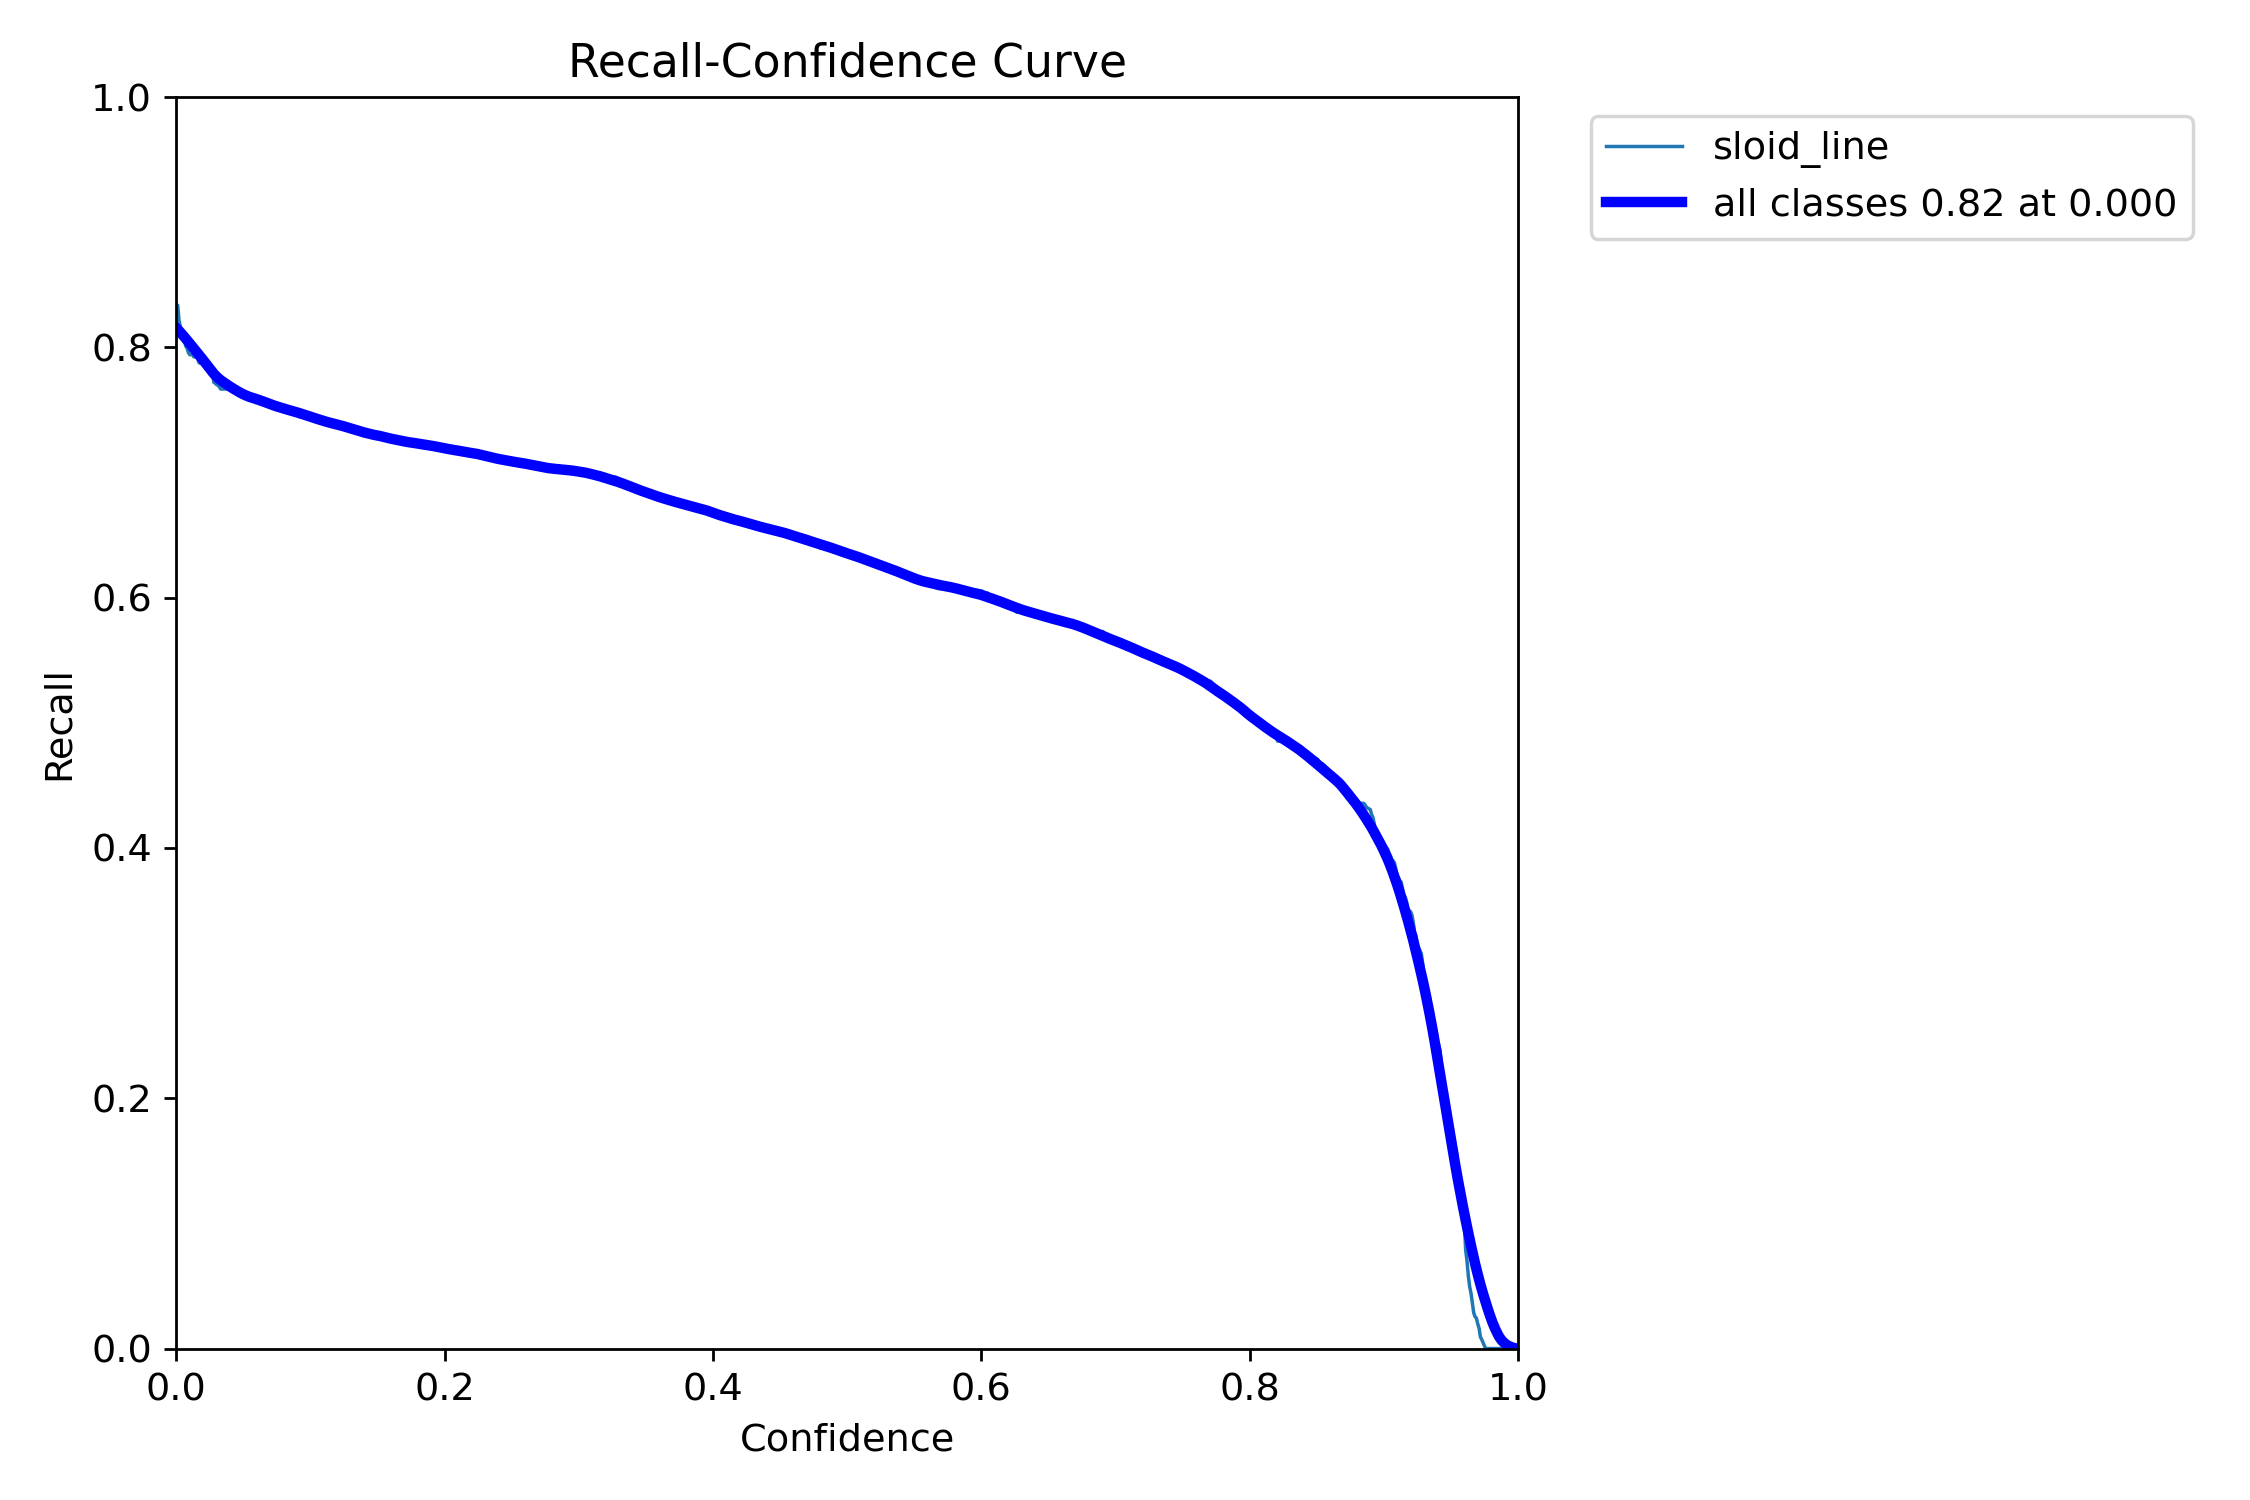 Recall-Confidence Curve
1.0
0.8
0.6
0.4
0.2
0.0
Recall
0.0 0.2 0.4 0.6 0.8 1.0
Confidence
sloid_line
all classes 0.82 at 0.000